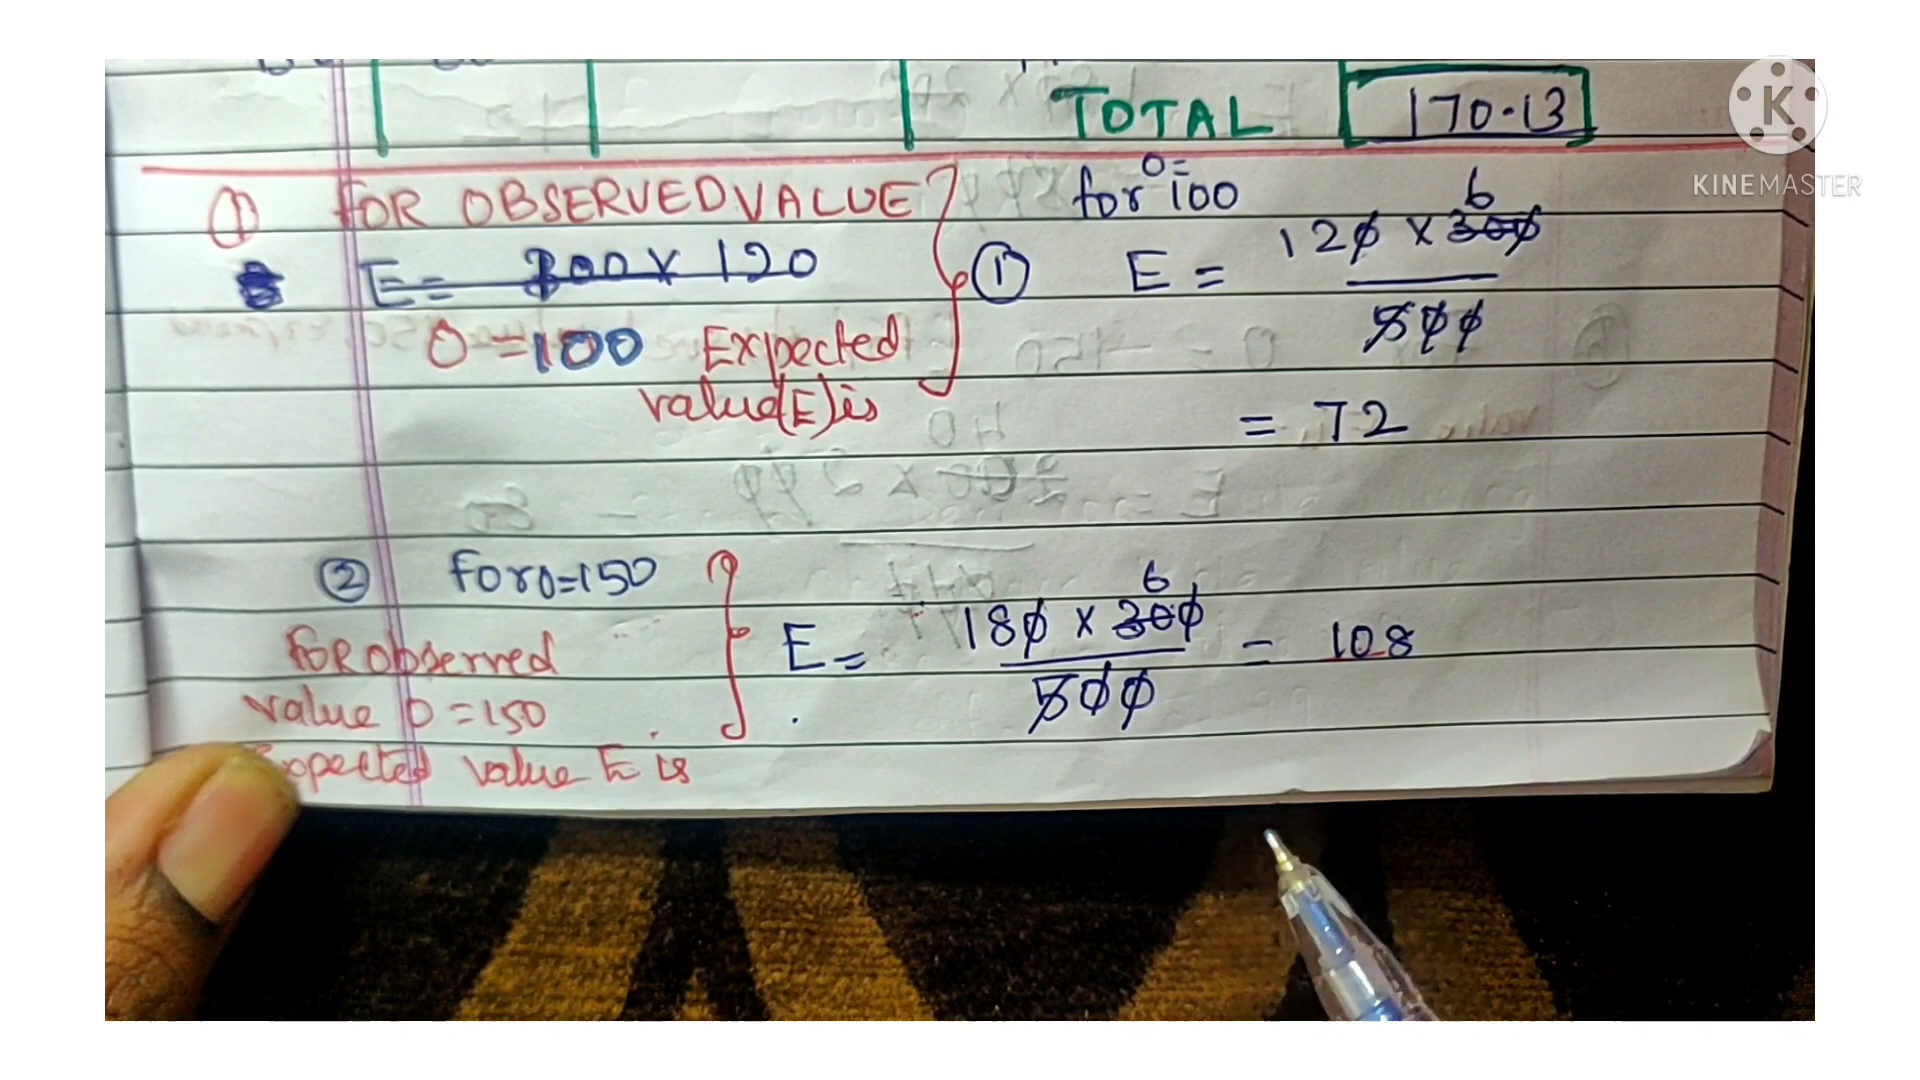 TOTAL 170.13
① FOR OBSERVED VALUE
E = 300 x 120
O = 100 Expected
value(E) is
for O = 100
① E = 120 x 300 6
500
= 72
② for O = 150
For observed
value O = 150
Expected value E is
E = 180 x 300 6 = 108
500
K
KINEMASTER